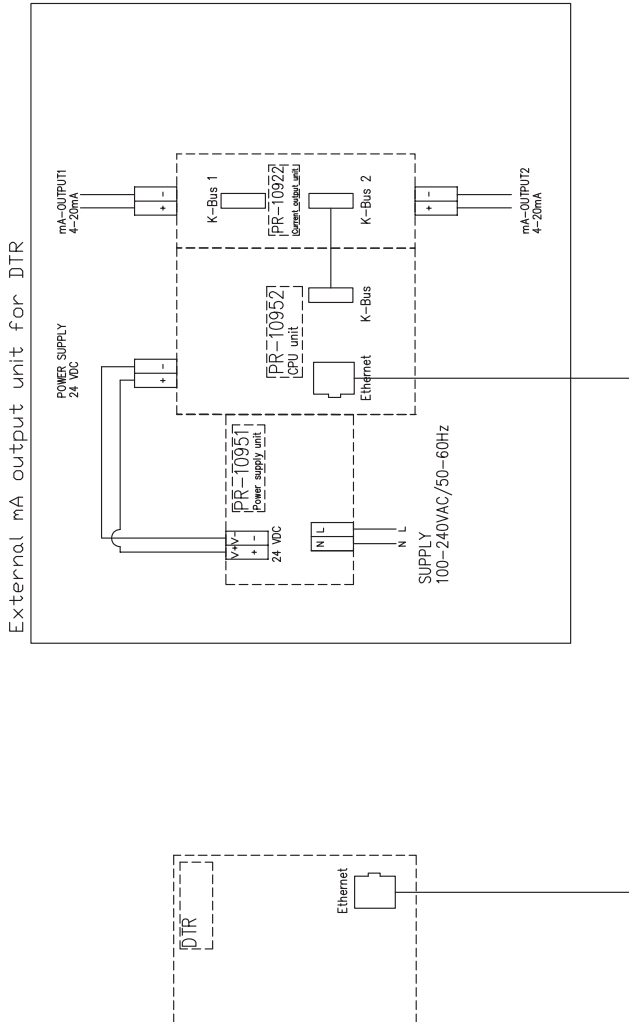 External mA output unit for DTR
mA-OUTPUT1
4-20mA
+ -
K-Bus 1
PR-10922
Current output unit
K-Bus 2
+ -
mA-OUTPUT2
4-20mA
POWER SUPPLY
24 VDC
+ -
PR-10952
CPU unit
K-Bus
Ethernet
PR-10951
Power supply unit
V+V-
+ -
24 VDC
N L
N L
SUPPLY
100-240VAC/50-60Hz
DTR
Ethernet